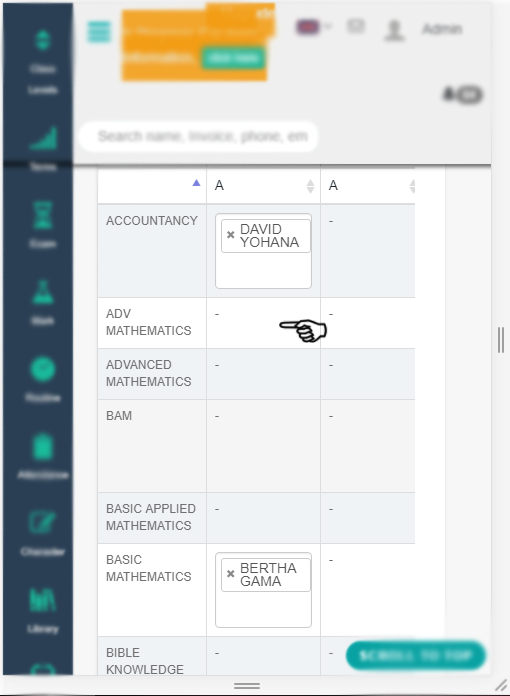 Admin
Search name, invoice, phone, em
Class
Levels
Terms
Exam
Mark
Routine
Attendance
Character
Library
A
A
ACCOUNTANCY
× DAVID
YOHANA
-
ADV
MATHEMATICS
-
-
ADVANCED
MATHEMATICS
-
-
BAM
-
-
BASIC APPLIED
MATHEMATICS
-
-
BASIC
MATHEMATICS
× BERTHA
GAMA
-
BIBLE
KNOWLEDGE
-
-
SCROLL TO TOP